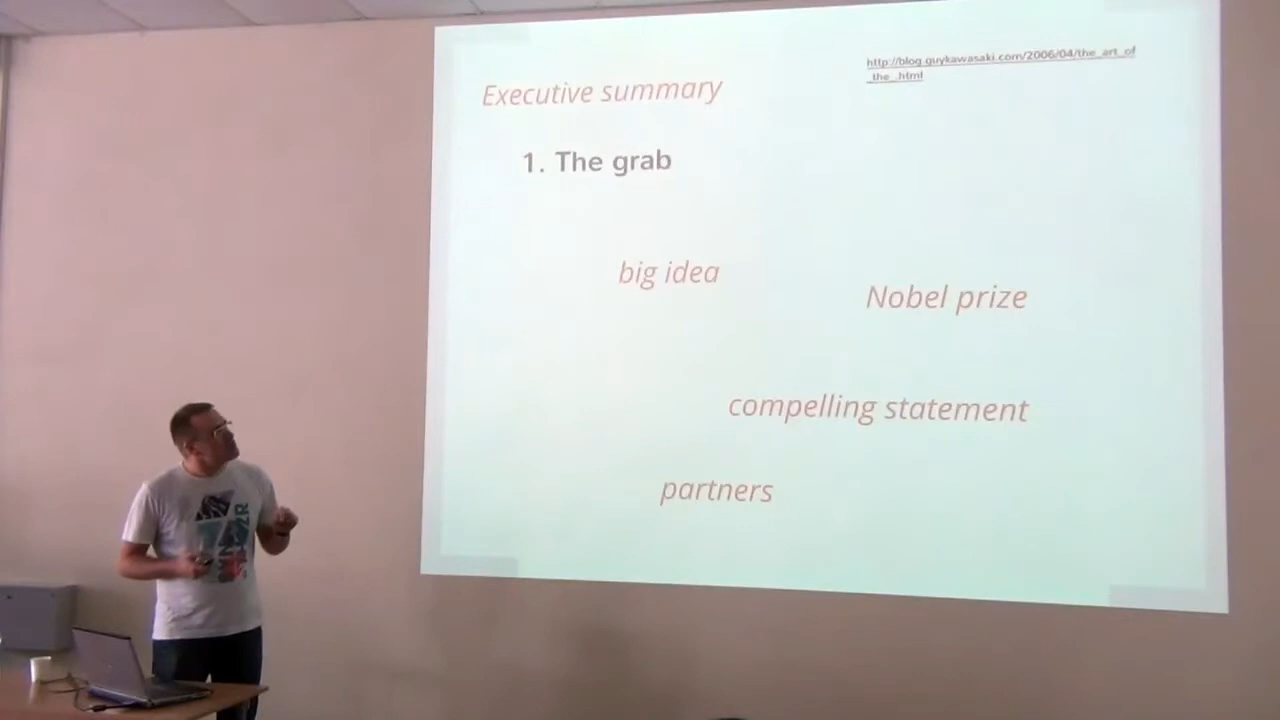 Executive summary
http://blog.guykawasaki.com/2006/04/the_art_of
_the_.html
1. The grab
big idea
Nobel prize
compelling statement
partners